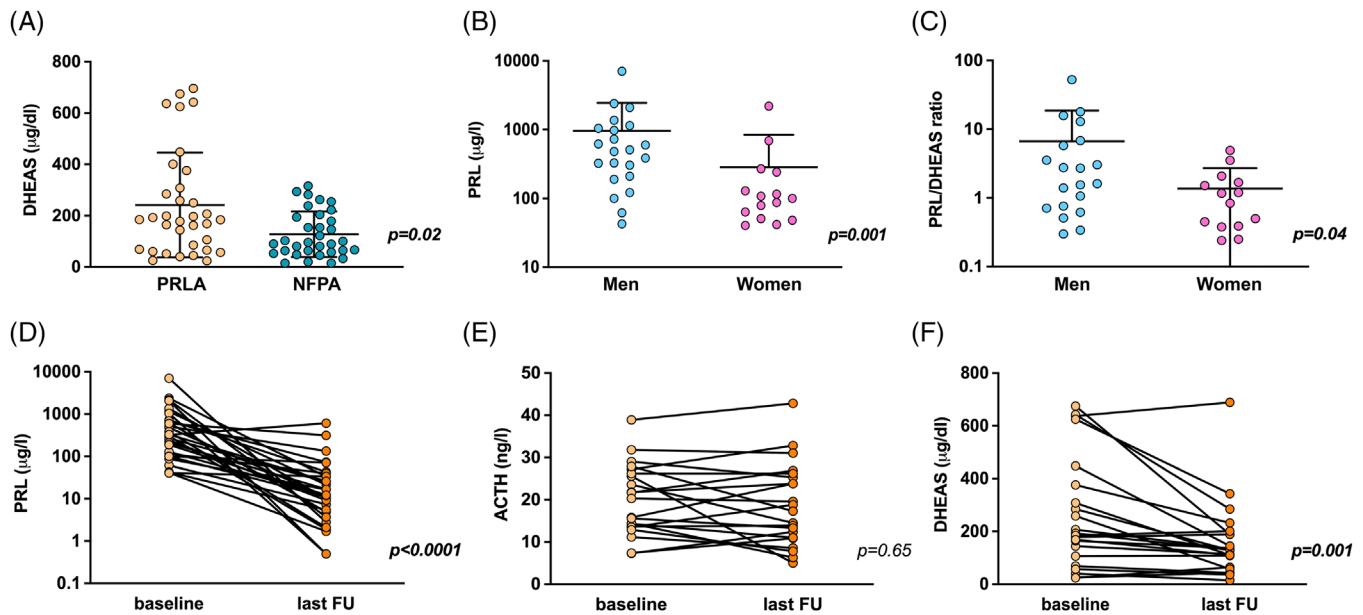 (A)
DHEAS (μg/dl)
800
600
400
200
0
PRLA
NFPA
p=0.02
(B)
PRL (μg/l)
10000
1000
100
10
Men
Women
p=0.001
(C)
PRL/DHEAS ratio
100
10
1
0.1
Men
Women
p=0.04
(D)
PRL (μg/l)
10000
1000
100
10
1
0.1
baseline
last FU
p<0.0001
(E)
ACTH (ng/l)
50
40
30
20
10
0
baseline
last FU
p=0.65
(F)
DHEAS (μg/dl)
800
600
400
200
0
baseline
last FU
p=0.001